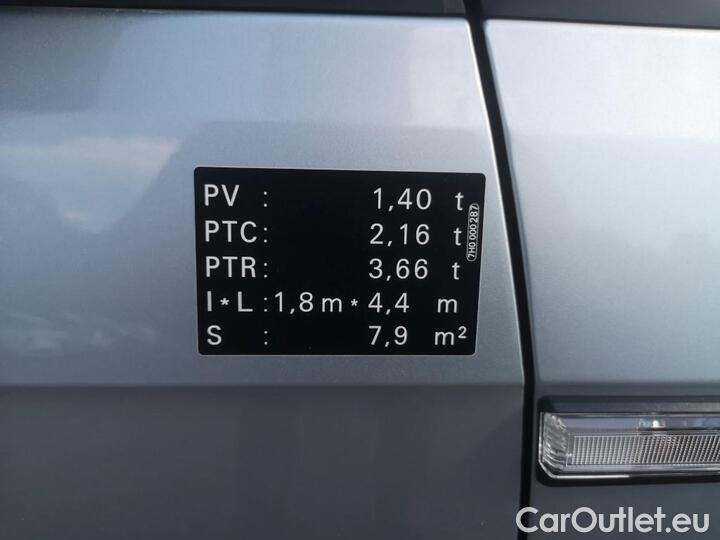 PV : 1,40 t
PTC: 2,16 t
PTR: 3,66 t
I*L:1,8m*4,4 m
S : 7,9 m²
7H0 000 287
CarOutlet.eu